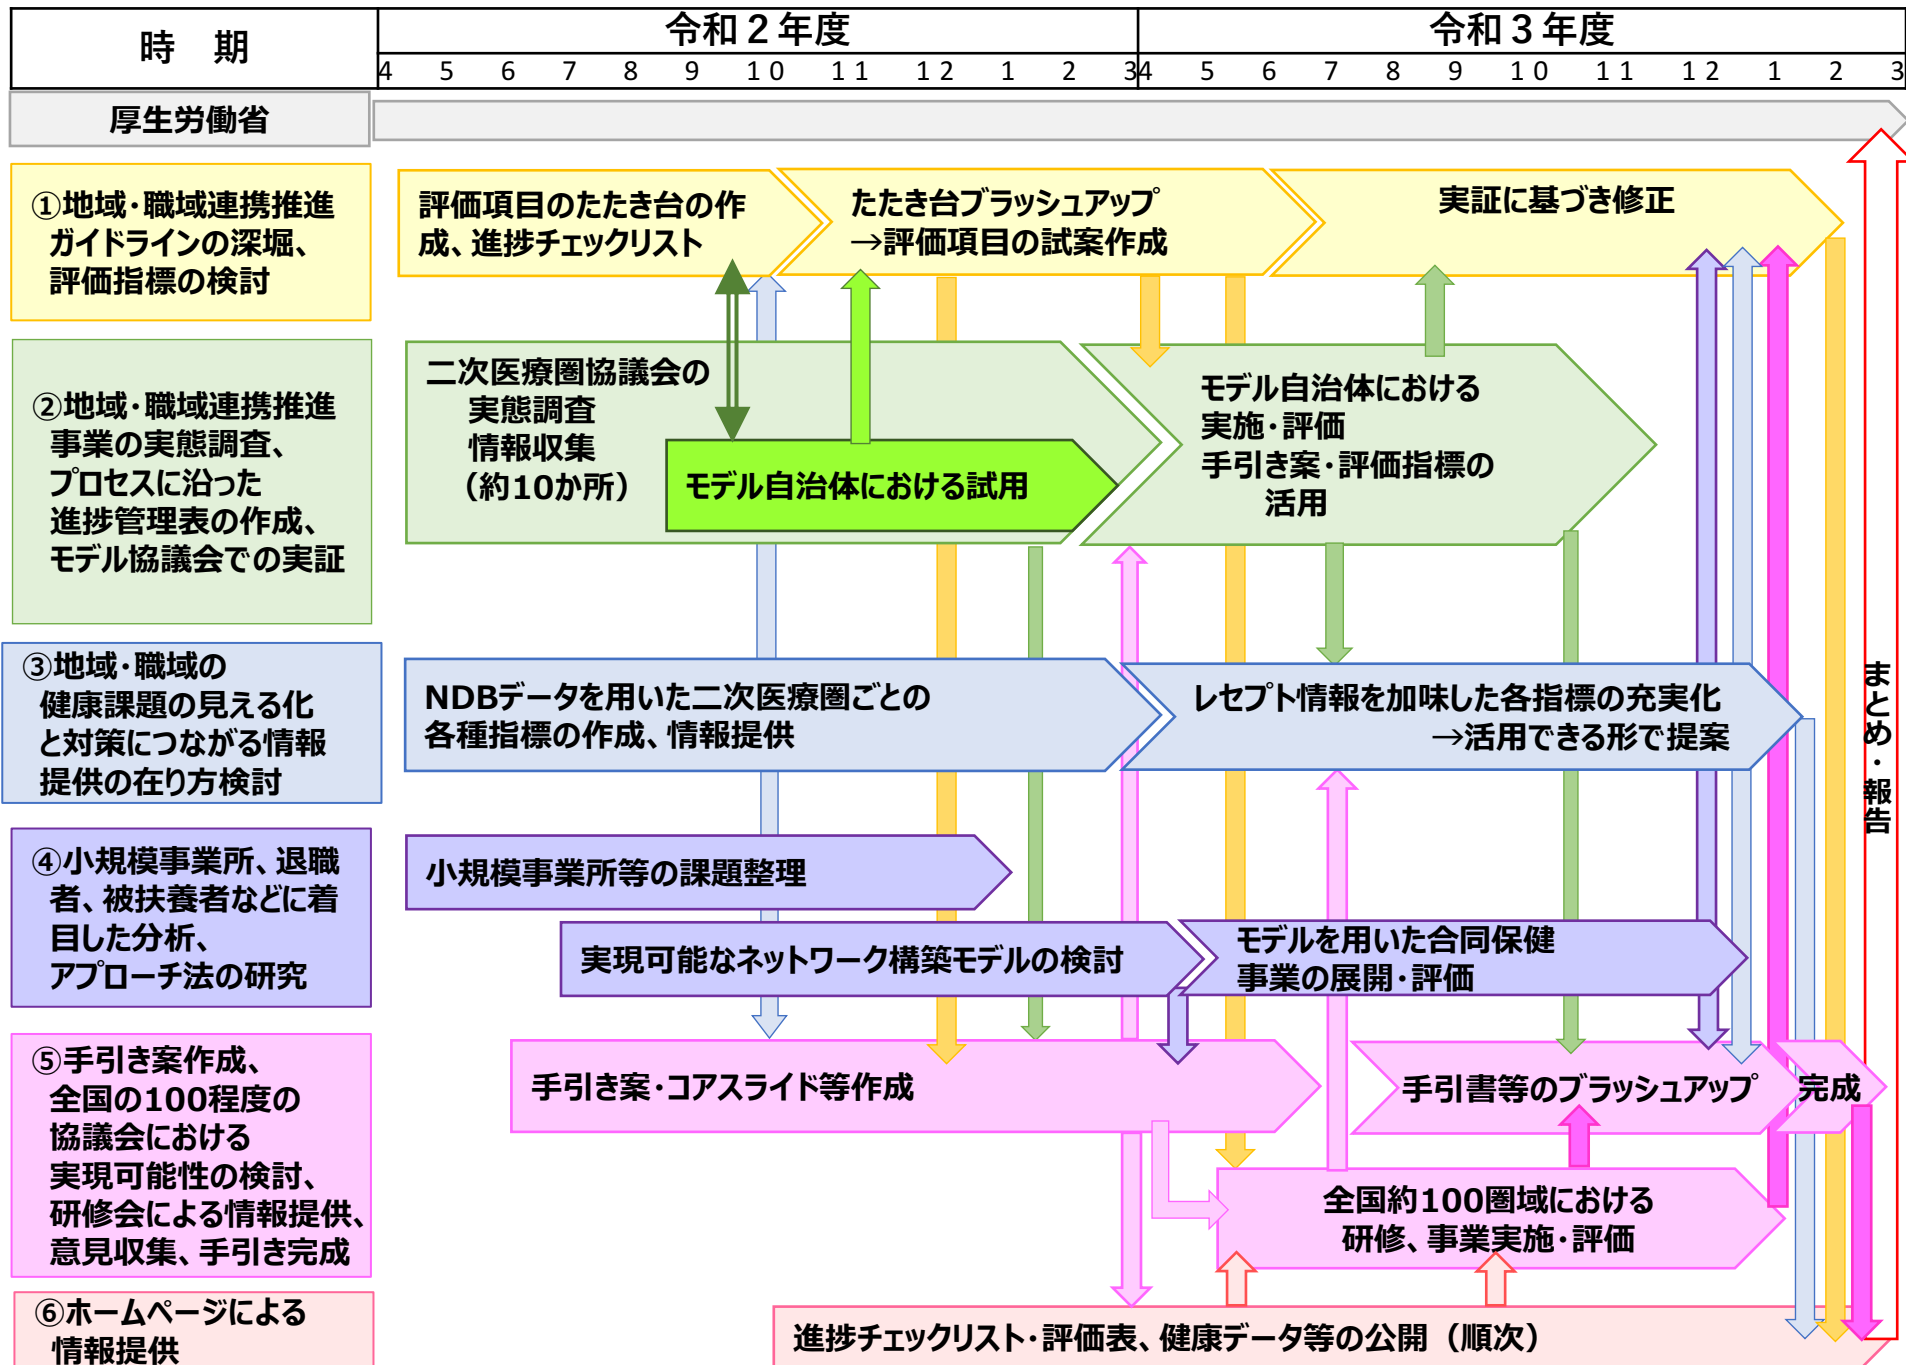 時　期
令和２年度
令和３年度
4 5 6 7 8 9 10 11 12 1 2 3
4 5 6 7 8 9 10 11 12 1 2 3
厚生労働省
①地域･職域連携推進
ガイドラインの深堀、
評価指標の検討
評価項目のたたき台の作
成、進捗チェックリスト
たたき台ブラッシュアップ
→評価項目の試案作成
実証に基づき修正
②地域･職域連携推進
事業の実態調査、
プロセスに沿った
進捗管理表の作成、
モデル協議会での実証
二次医療圏協議会の
実態調査
情報収集
（約10か所）
モデル自治体における試用
モデル自治体における
実施･評価
手引き案･評価指標の
活用
③地域･職域の
健康課題の見える化
と対策につながる情報
提供の在り方検討
NDBデータを用いた二次医療圏ごとの
各種指標の作成、情報提供
レセプト情報を加味した各指標の充実化
→活用できる形で提案
まとめ・報告
④小規模事業所、退職
者、被扶養者などに着
目した分析、
アプローチ法の研究
小規模事業所等の課題整理
実現可能なネットワーク構築モデルの検討
モデルを用いた合同保健
事業の展開･評価
⑤手引き案作成、
全国の100程度の
協議会における
実現可能性の検討、
研修会による情報提供、
意見収集、手引き完成
手引き案･コアスライド等作成
手引書等のブラッシュアップ
完成
全国約100圏域における
研修、事業実施･評価
⑥ホームページによる
情報提供
進捗チェックリスト･評価表、健康データ等の公開（順次）